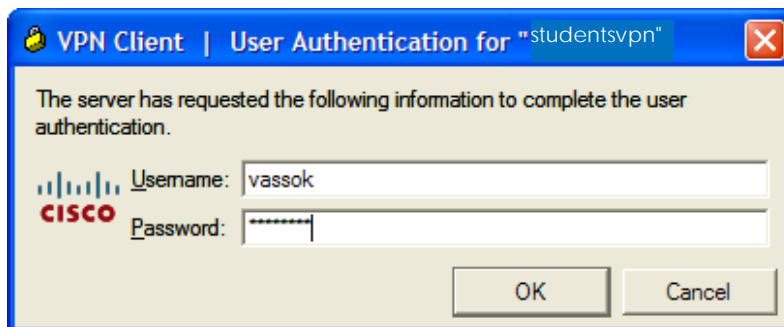 VPN Client | User Authentication for "studentsvpn"
The server has requested the following information to complete the user
authentication.
Username: vassok
CISCO
Password: ********
OK Cancel